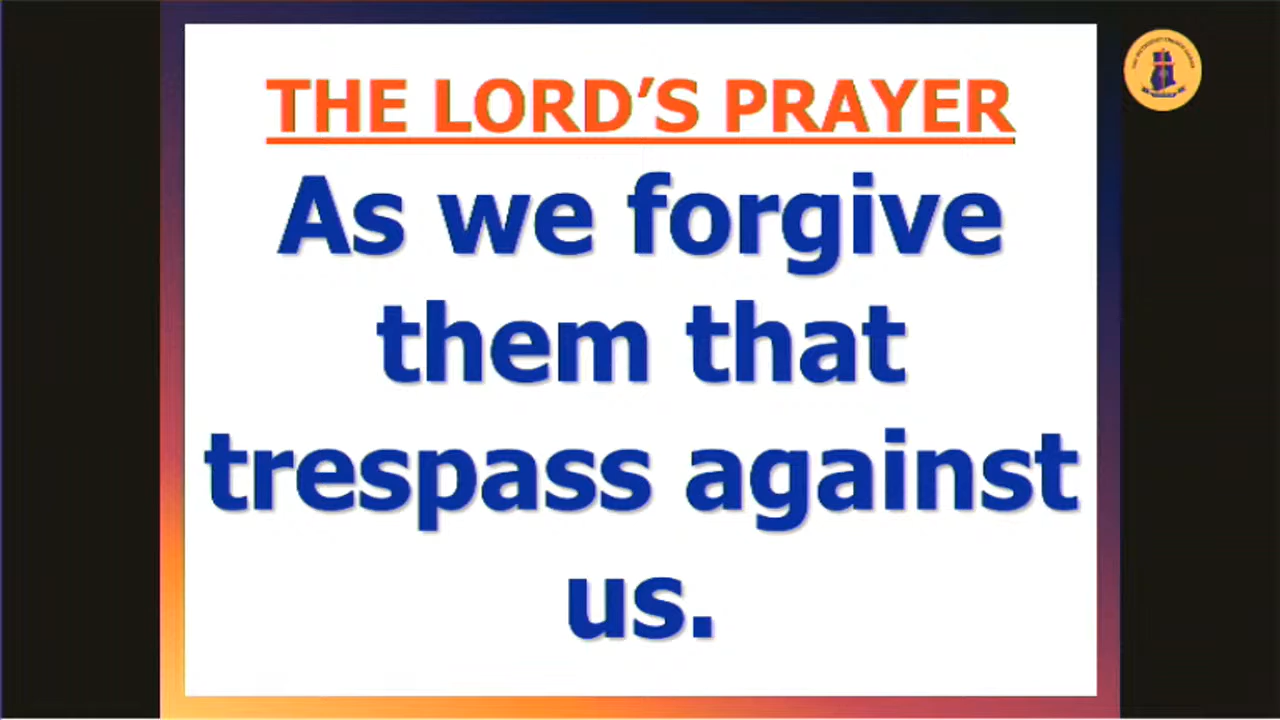 THE LORD’S PRAYER
As we forgive
them that
trespass against
us.